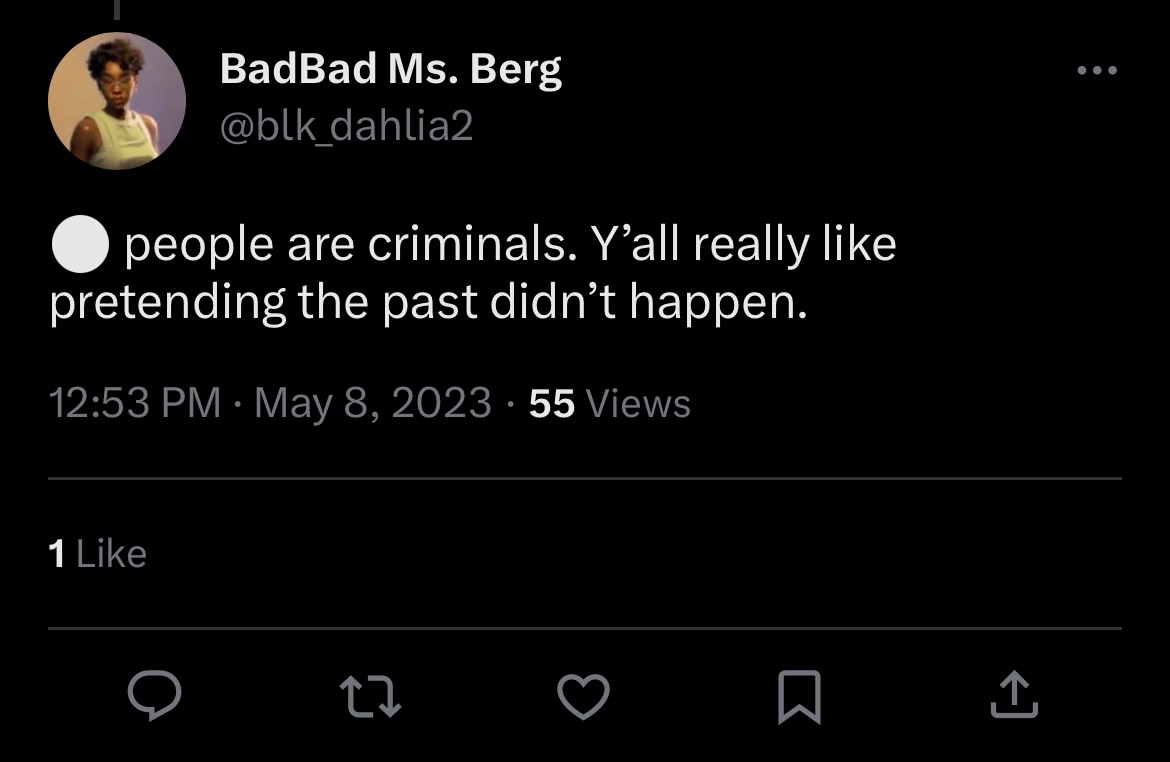 BadBad Ms. Berg
@blk_dahlia2
⚪ people are criminals. Y’all really like
pretending the past didn’t happen.
12:53 PM · May 8, 2023 · 55 Views
1 Like